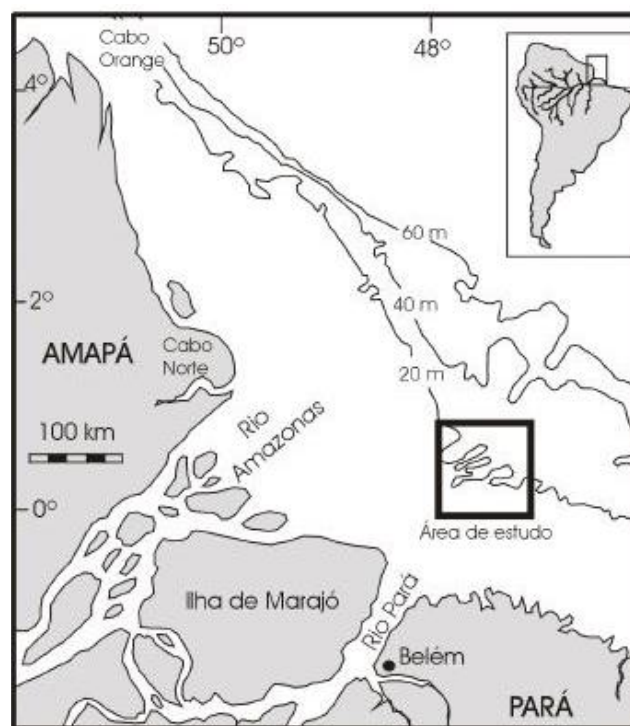 50° 48°
Cabo
Orange
4°
60 m
2°
40 m
AMAPÁ
Cabo
Norte
20 m
100 km
Rio
Amazonas
0°
Área de estudo
Ilha de Marajó
Rio Pará
Belém
PARÁ